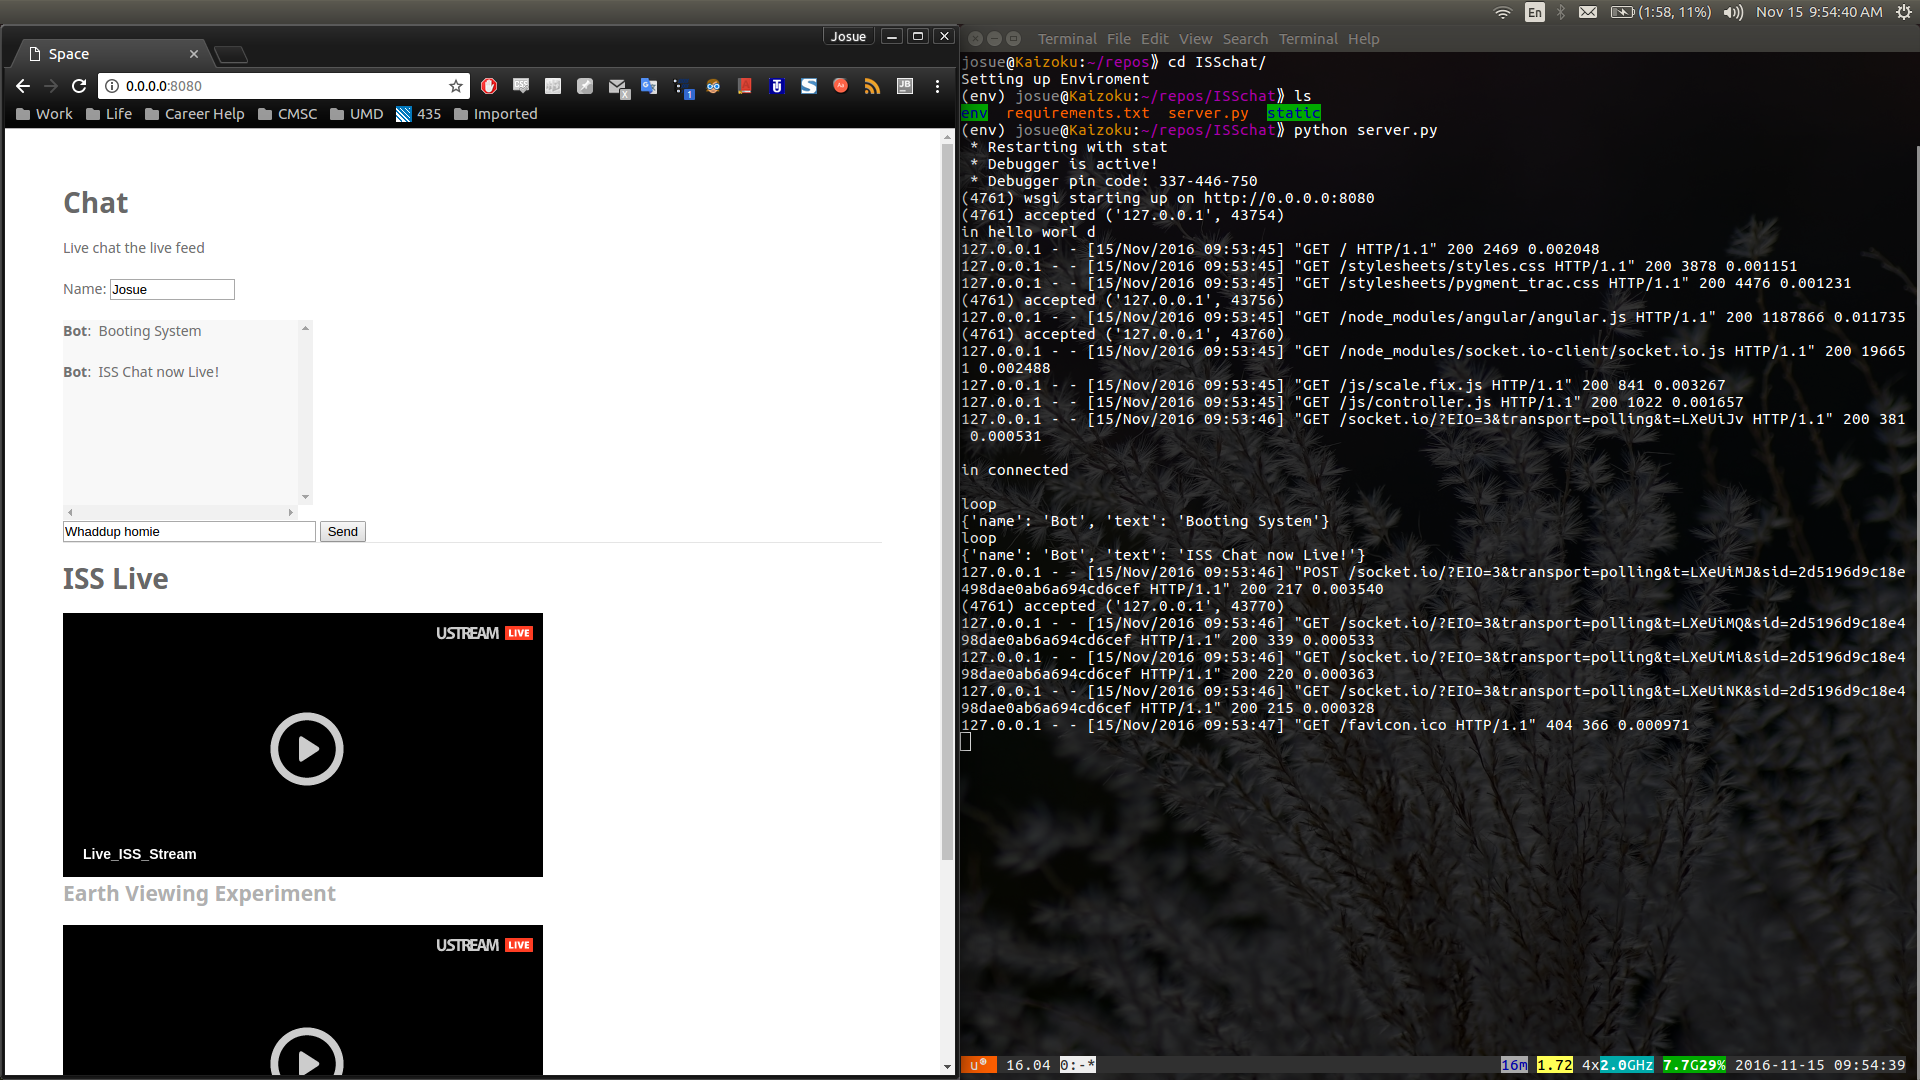 En
(1:58, 11%)
Nov 15 9:54:40 AM
Josue
Space
0.0.0.0:8080
Work Life Career Help CMSC UMD 435 Imported
Chat
Live chat the live feed
Name: Josue
Bot: Booting System
Bot: ISS Chat now Live!
Whaddup homie Send
ISS Live
USTREAM LIVE
Live_ISS_Stream
Earth Viewing Experiment
USTREAM LIVE
Terminal File Edit View Search Terminal Help
josue@Kaizoku:~/repos⟫ cd ISSchat/
Setting up Enviroment
(env) josue@Kaizoku:~/repos/ISSchat⟫ ls
env requirements.txt server.py static
(env) josue@Kaizoku:~/repos/ISSchat⟫ python server.py
* Restarting with stat
* Debugger is active!
* Debugger pin code: 337-446-750
(4761) wsgi starting up on http://0.0.0.0:8080
(4761) accepted ('127.0.0.1', 43754)
in hello worl d
127.0.0.1 - - [15/Nov/2016 09:53:45] "GET / HTTP/1.1" 200 2469 0.002048
127.0.0.1 - - [15/Nov/2016 09:53:45] "GET /stylesheets/styles.css HTTP/1.1" 200 3878 0.001151
127.0.0.1 - - [15/Nov/2016 09:53:45] "GET /stylesheets/pygment_trac.css HTTP/1.1" 200 4476 0.001231
(4761) accepted ('127.0.0.1', 43756)
127.0.0.1 - - [15/Nov/2016 09:53:45] "GET /node_modules/angular/angular.js HTTP/1.1" 200 1187866 0.011735
(4761) accepted ('127.0.0.1', 43760)
127.0.0.1 - - [15/Nov/2016 09:53:45] "GET /node_modules/socket.io-client/socket.io.js HTTP/1.1" 200 19665
1 0.002488
127.0.0.1 - - [15/Nov/2016 09:53:45] "GET /js/scale.fix.js HTTP/1.1" 200 841 0.003267
127.0.0.1 - - [15/Nov/2016 09:53:45] "GET /js/controller.js HTTP/1.1" 200 1022 0.001657
127.0.0.1 - - [15/Nov/2016 09:53:46] "GET /socket.io/?EIO=3&transport=polling&t=LXeUiJv HTTP/1.1" 200 381
0.000531
in connected
loop
{'name': 'Bot', 'text': 'Booting System'}
loop
{'name': 'Bot', 'text': 'ISS Chat now Live!'}
127.0.0.1 - - [15/Nov/2016 09:53:46] "POST /socket.io/?EIO=3&transport=polling&t=LXeUiMJ&sid=2d5196d9c18e
498dae0ab6a694cd6cef HTTP/1.1" 200 217 0.003540
(4761) accepted ('127.0.0.1', 43770)
127.0.0.1 - - [15/Nov/2016 09:53:46] "GET /socket.io/?EIO=3&transport=polling&t=LXeUiMQ&sid=2d5196d9c18e4
98dae0ab6a694cd6cef HTTP/1.1" 200 339 0.000533
127.0.0.1 - - [15/Nov/2016 09:53:46] "GET /socket.io/?EIO=3&transport=polling&t=LXeUiMi&sid=2d5196d9c18e4
98dae0ab6a694cd6cef HTTP/1.1" 200 220 0.000363
127.0.0.1 - - [15/Nov/2016 09:53:46] "GET /socket.io/?EIO=3&transport=polling&t=LXeUiNK&sid=2d5196d9c18e4
98dae0ab6a694cd6cef HTTP/1.1" 200 215 0.000328
127.0.0.1 - - [15/Nov/2016 09:53:47] "GET /favicon.ico HTTP/1.1" 404 366 0.000971
u 16.04 0:-* 16m 1.72 4x2.0GHz 7.7G29% 2016-11-15 09:54:39